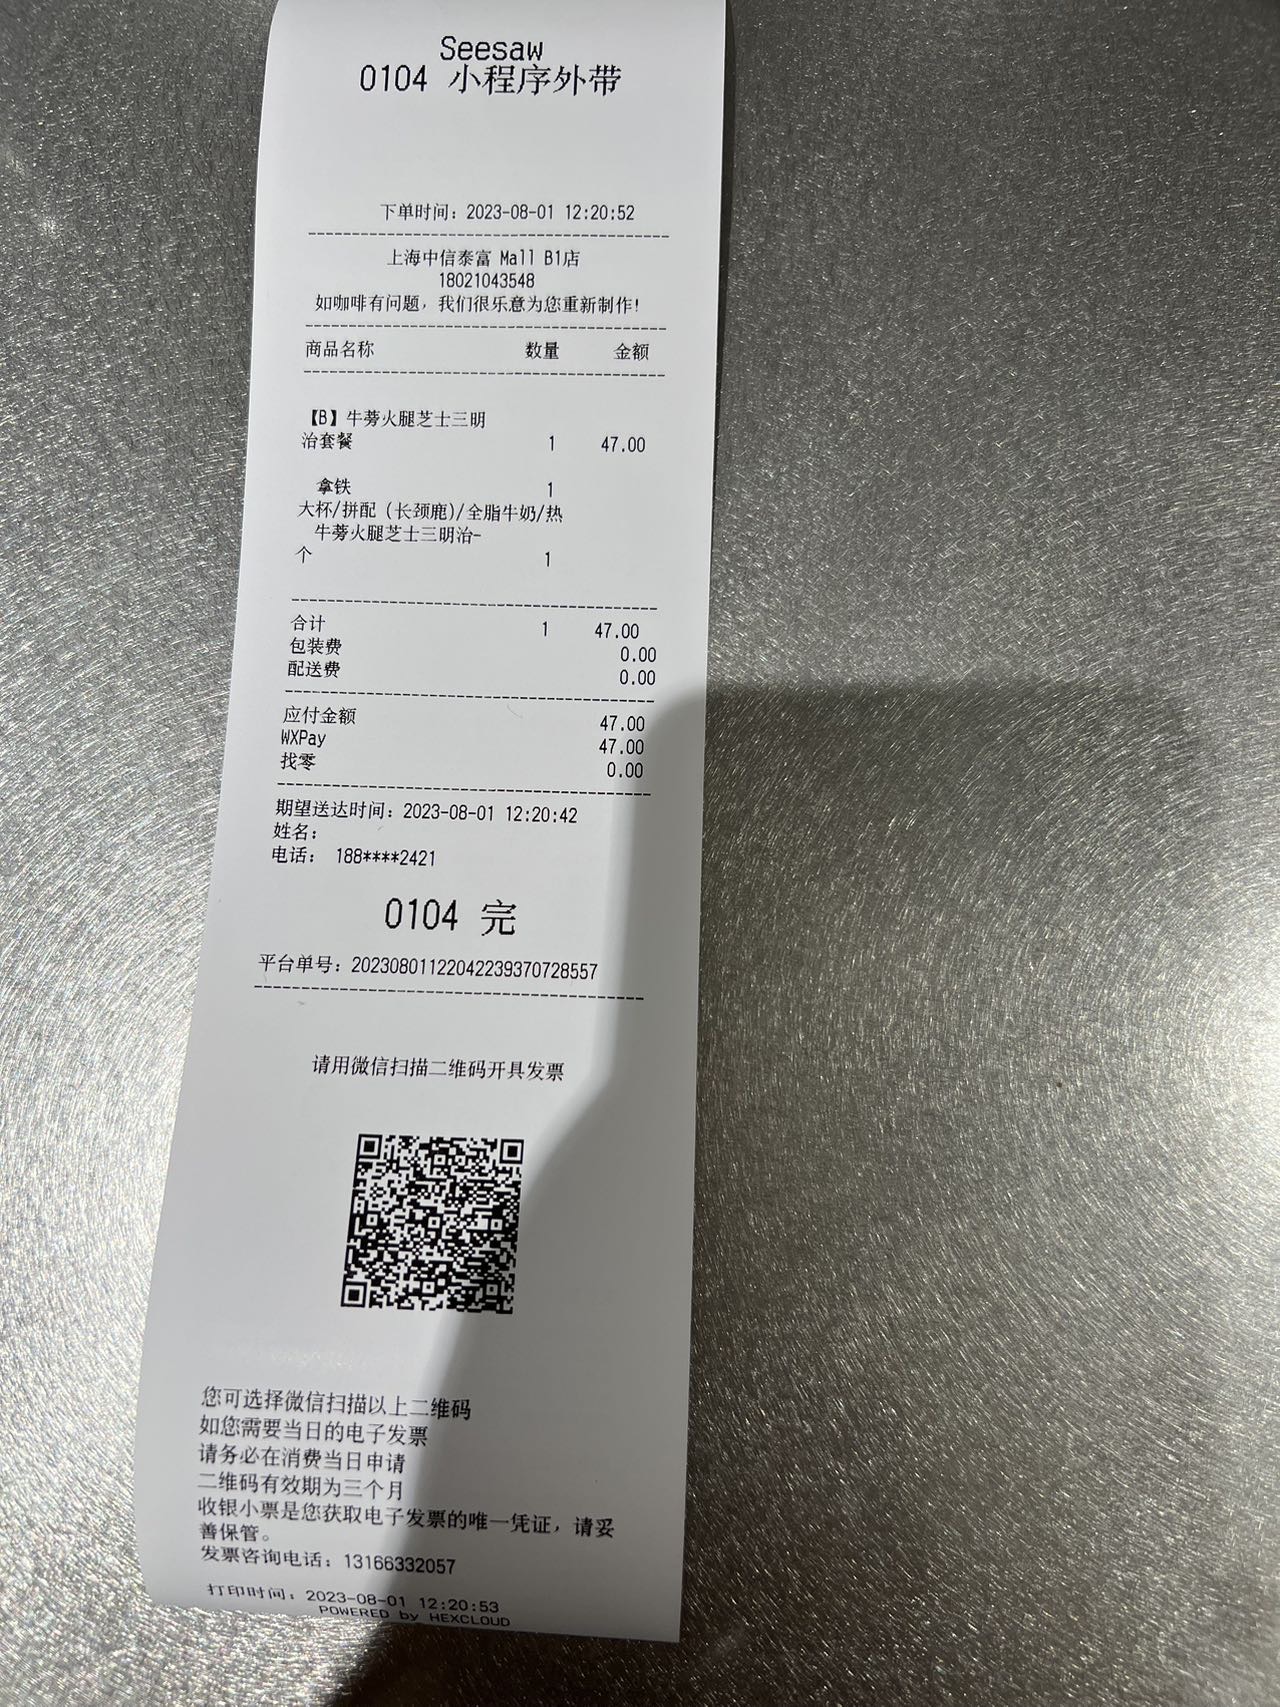 Seesaw
0104 小程序外带
下单时间：2023-08-01 12:20:52
上海中信泰富 Mall B1店
18021043548
如咖啡有问题，我们很乐意为您重新制作！
商品名称 数量 金额
【B】牛蒡火腿芝士三明
治套餐 1 47.00
拿铁 1
大杯/拼配（长颈鹿)/全脂牛奶/热
牛蒡火腿芝士三明治-
个 1
合计 1 47.00
包装费 0.00
配送费 0.00
应付金额 47.00
WXPay 47.00
找零 0.00
期望送达时间：2023-08-01 12:20:42
姓名：
电话： 188****2421
0104 完
平台单号：20230801122042239370728557
请用微信扫描二维码开具发票
您可选择微信扫描以上二维码
如您需要当日的电子发票
请务必在消费当日申请
二维码有效期为三个月
收银小票是您获取电子发票的唯一凭证，请妥
善保管。
发票咨询电话：13166332057
打印时间：2023-08-01 12:20:53
POWERED by HEXCLOUD